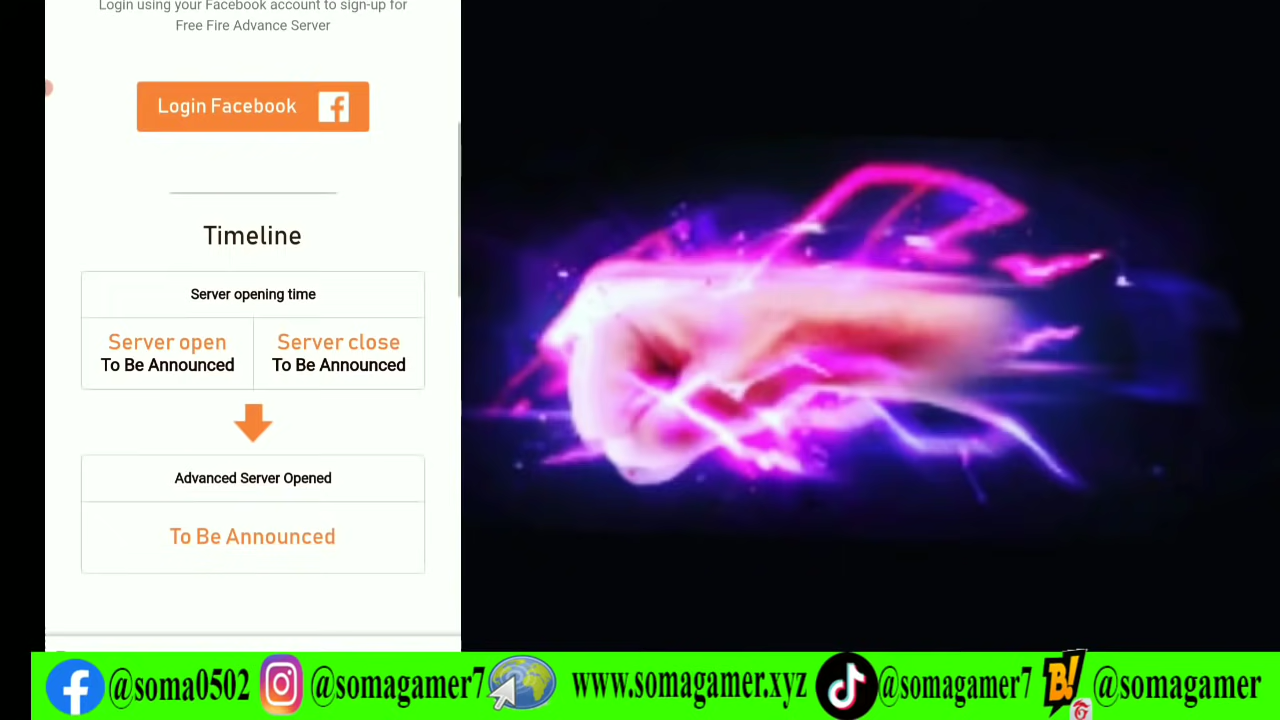 Login using your Facebook account to sign-up for
Free Fire Advance Server
Login Facebook
Timeline
Server opening time
Server open
To Be Announced
Server close
To Be Announced
Advanced Server Opened
To Be Announced
@soma0502 @somagamer7 www.somagamer.xyz @somagamer7 B! @somagamer